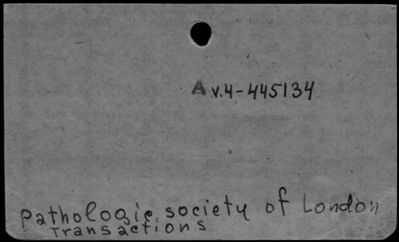 A v.4-445134
Pathologic. society of London
Transactions